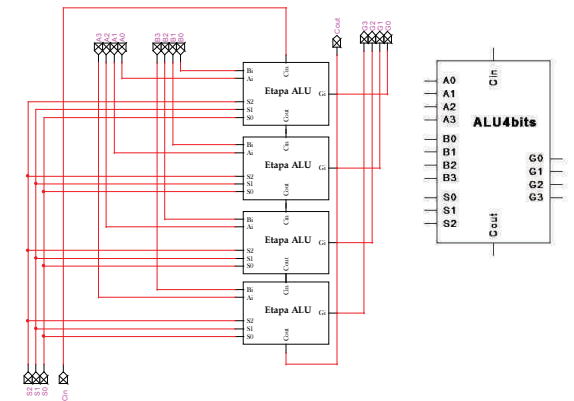 A3 A2 A1 A0
B3 B2 B1 B0
Cout
G3 G2 G1 G0
Bi
Ai
S2
S1
S0
Cin
Etapa ALU
Cout
Gi
Bi
Ai
S2
S1
S0
Cin
Etapa ALU
Cout
Gi
Bi
Ai
S2
S1
S0
Cin
Etapa ALU
Cout
Gi
Bi
Ai
S2
S1
S0
Cin
Etapa ALU
Cout
Gi
S2 S1 S0
Cin
A0
A1
A2
A3
B0
B1
B2
B3
S0
S1
S2
Cin
ALU4bits
Cout
G0
G1
G2
G3